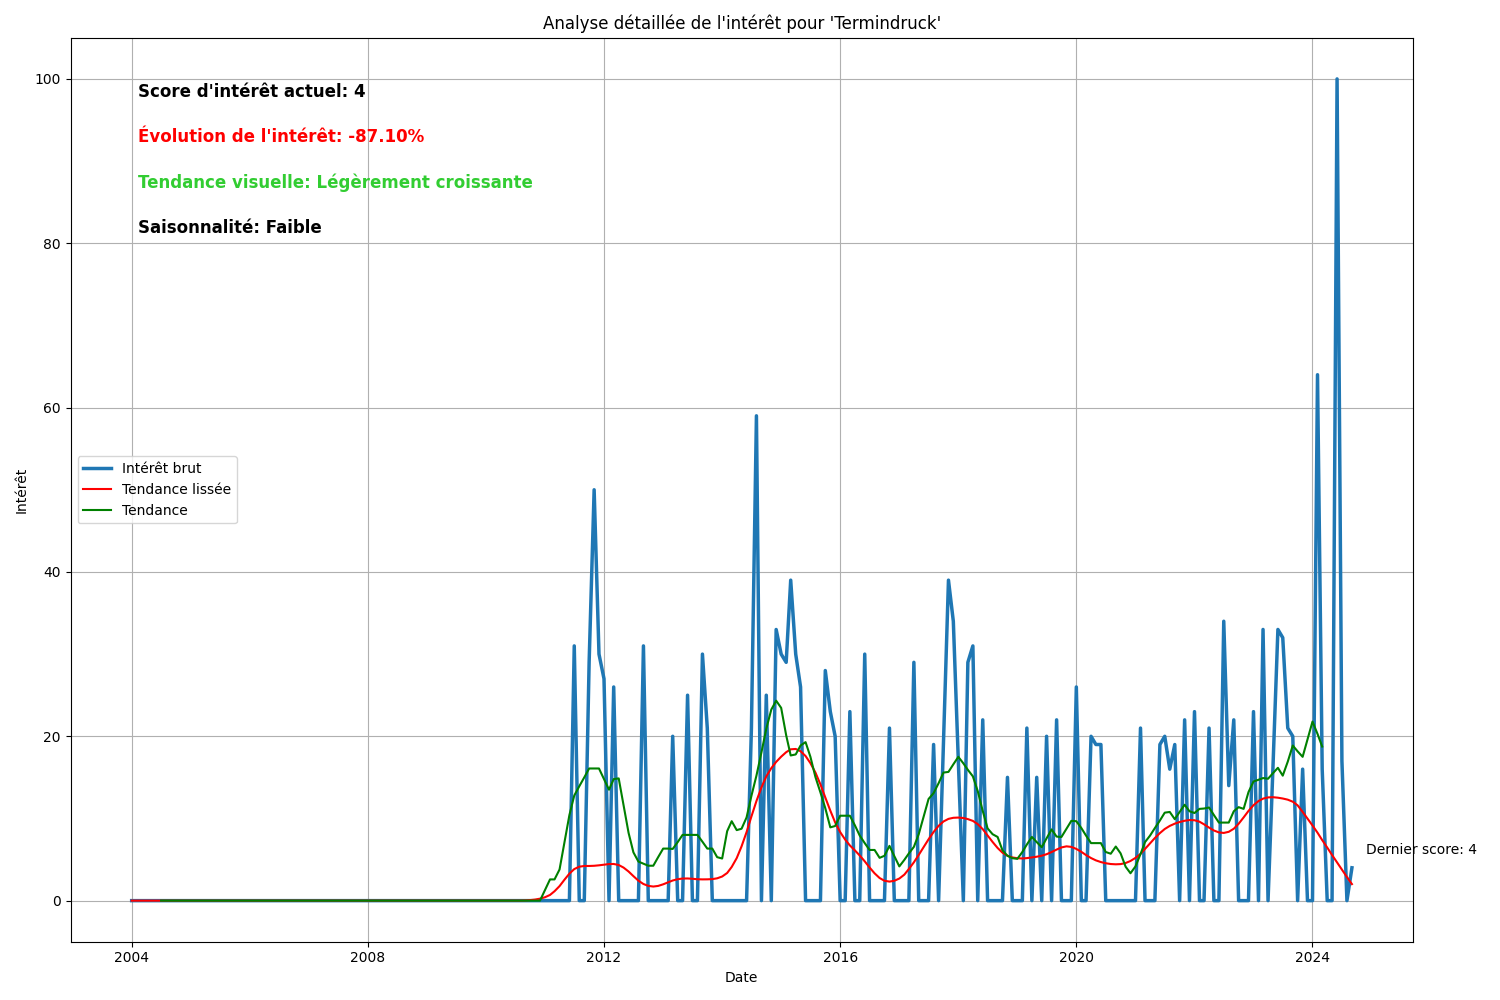 Analyse détaillée de l'intérêt pour 'Termindruck'
Score d'intérêt actuel: 4
Évolution de l'intérêt: -87.10%
Tendance visuelle: Légèrement croissante
Saisonnalité: Faible
100
80
60
40
20
0
Intérêt
Intérêt brut
Tendance lissée
Tendance
Dernier score: 4
2004
2008
2012
2016
2020
2024
Date